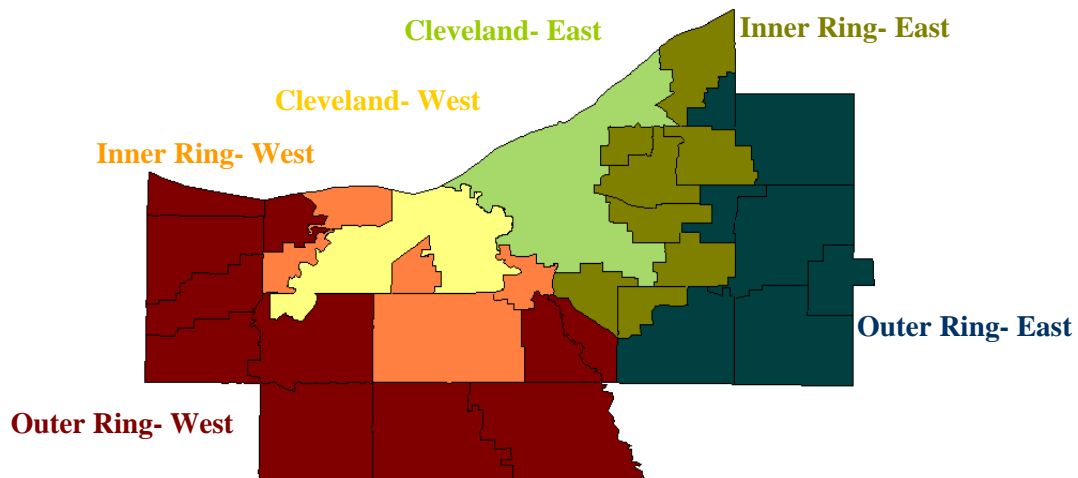 Cleveland- East
Inner Ring- East
Cleveland- West
Inner Ring- West
Outer Ring- East
Outer Ring- West